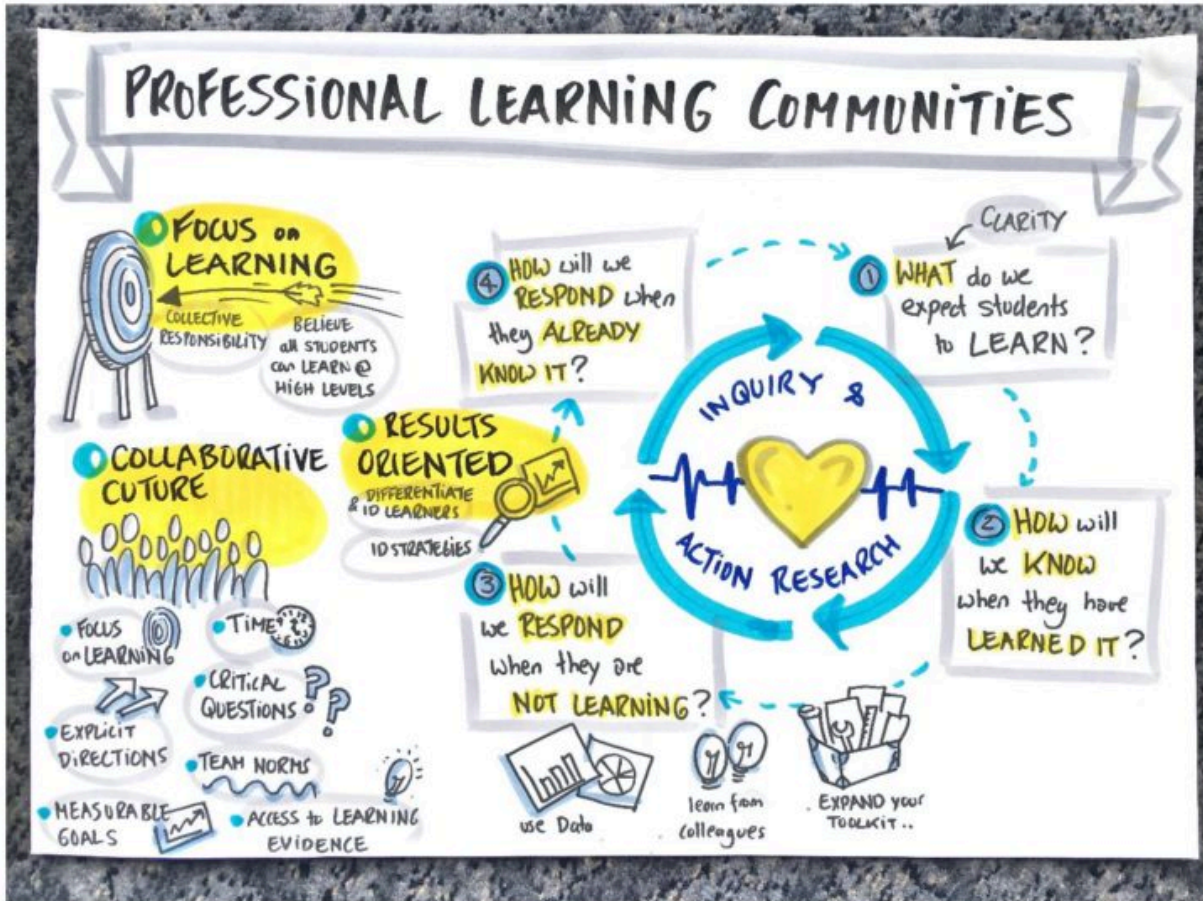 PROFESSIONAL LEARNING COMMUNITIES
FOCUS on
LEARNING
COLLECTIVE
RESPONSIBILITY
BELIEVE
all STUDENTS
can LEARN @
HIGH LEVELS
COLLABORATIVE
CUTURE
FOCUS
on LEARNING
TIME
CRITICAL
QUESTIONS
??
EXPLICIT
DIRECTIONS
TEAM NORMS
MEASURABLE
GOALS
ACCESS to LEARNING
EVIDENCE
RESULTS
ORIENTED
DIFFERENTIATE
& ID LEARNERS
ID STRATEGIES
CLARITY
1 WHAT do we
expect students
to LEARN?
2 HOW will
we KNOW
when they have
LEARNED IT?
3 HOW will
we RESPOND
when they are
NOT LEARNING?
4 HOW will we
RESPOND when
they ALREADY
KNOW IT?
INQUIRY &
ACTION RESEARCH
use Data
learn from
colleagues
EXPAND your
TOOLKIT..